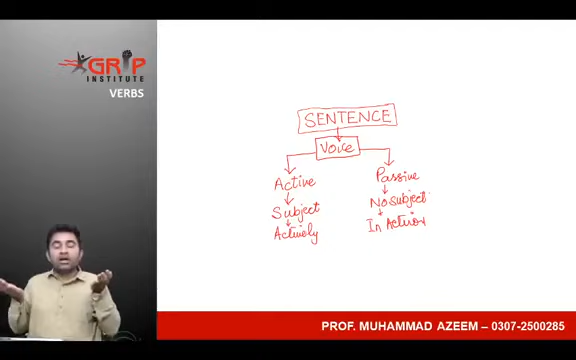 GRIP
INSTITUTE
VERBS
SENTENCE
Voice
Active
Passive
Subject
No Subject
Actively
In Action
PROF. MUHAMMAD AZEEM – 0307-2500285